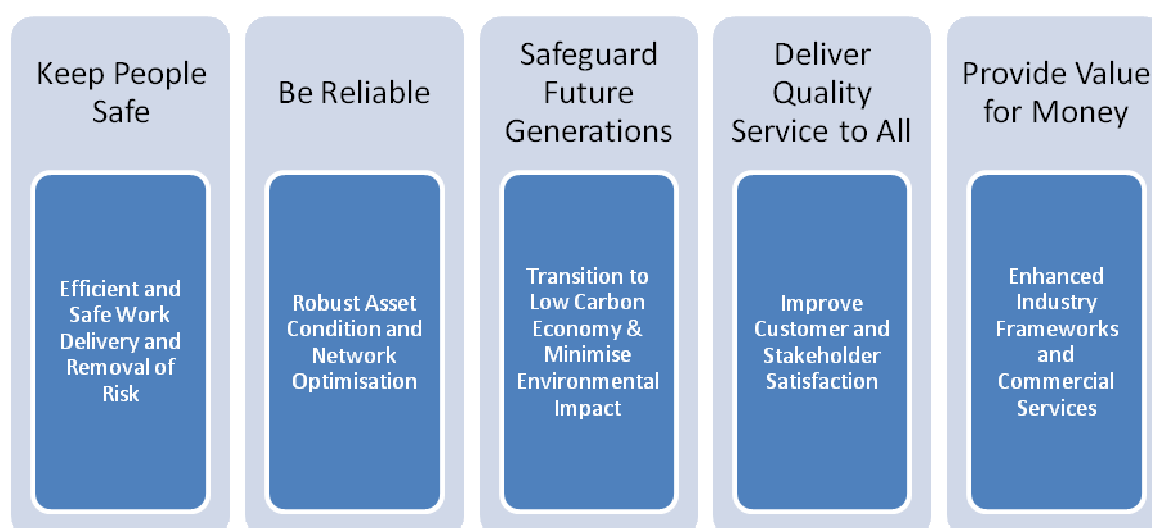 Keep People
Safe
Efficient and
Safe Work
Delivery and
Removal of
Risk
Be Reliable
Robust Asset
Condition and
Network
Optimisation
Safeguard
Future
Generations
Transition to
Low Carbon
Economy &
Minimise
Environmental
Impact
Deliver
Quality
Service to All
Improve
Customer and
Stakeholder
Satisfaction
Provide Value
for Money
Enhanced
Industry
Frameworks
and
Commercial
Services